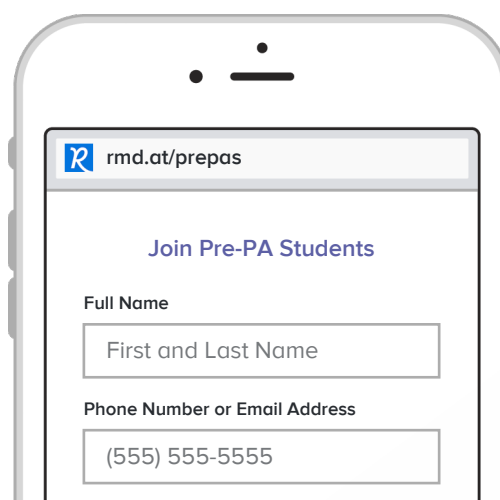 R rmd.at/prepas
Join Pre-PA Students
Full Name
First and Last Name
Phone Number or Email Address
(555) 555-5555